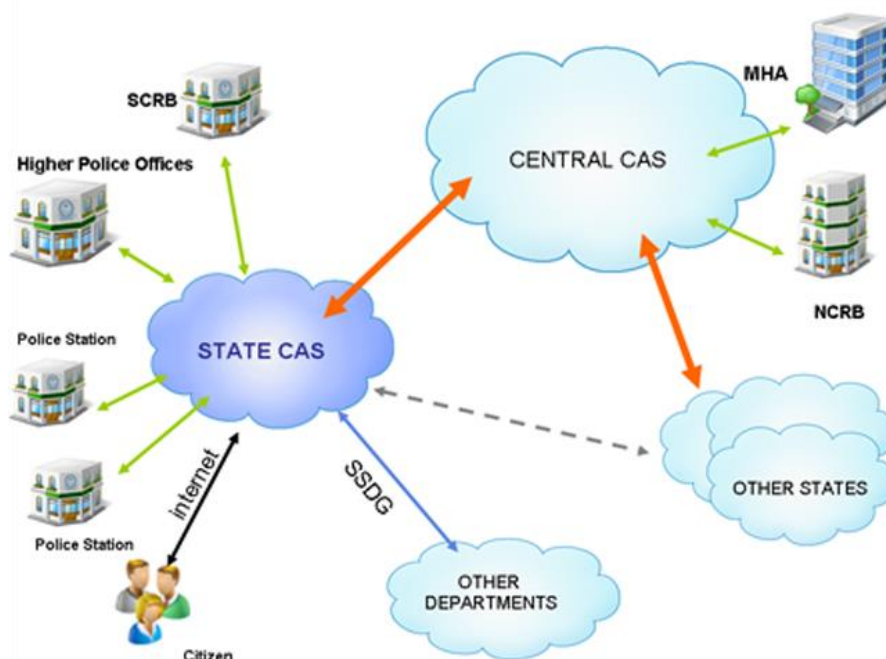 SCRB
MHA
Higher Police Offices
CENTRAL CAS
NCRB
Police Station
STATE CAS
Police Station
internet
SSDG
OTHER STATES
OTHER
DEPARTMENTS
Citizen